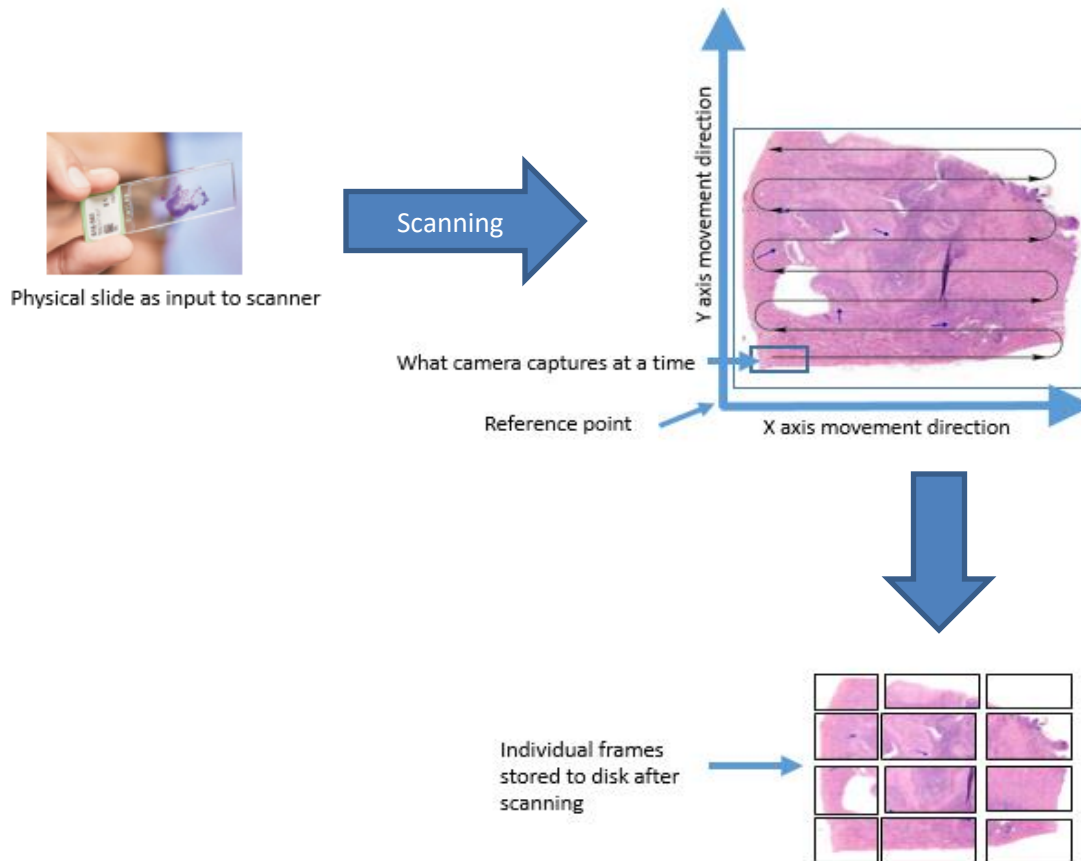 Y axis movement direction
Scanning
Physical slide as input to scanner
What camera captures at a time
Reference point
X axis movement direction
Individual frames
stored to disk after
scanning